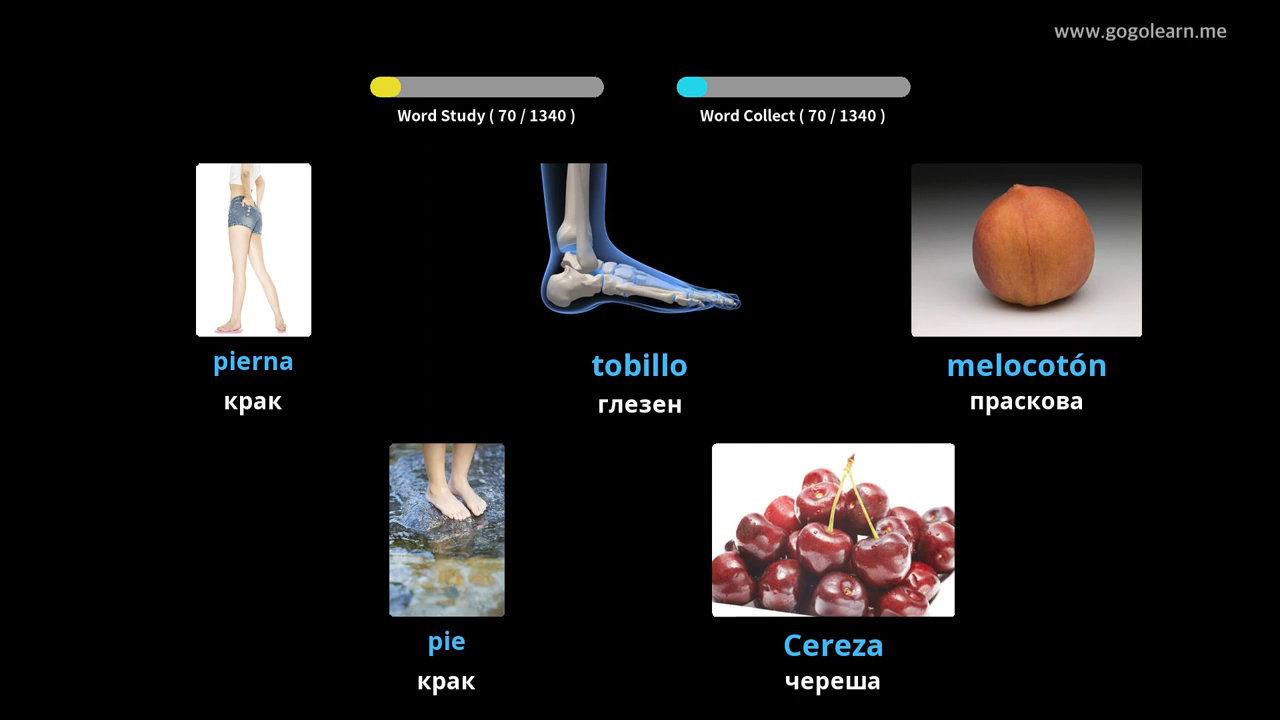 www.gogolearn.me
Word Study ( 70 / 1340 )
Word Collect ( 70 / 1340 )
pierna
крак
tobillo
глезен
melocotón
праскова
pie
крак
Cereza
череша